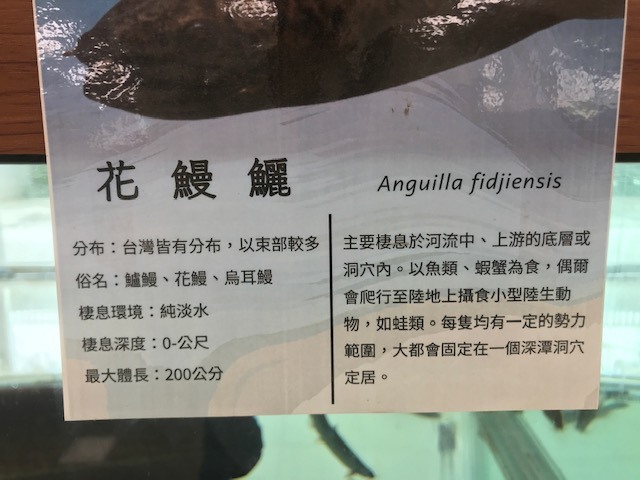 花鰻鱺
Anguilla fidjiensis
分布：台灣皆有分布，以束部較多
俗名：鱸鰻、花鰻、烏耳鰻
棲息環境：純淡水
棲息深度：0-公尺
最大體長：200公分
主要棲息於河流中、上游的底層或
洞穴內。以魚類、蝦蟹為食，偶爾
會爬行至陸地上攝食小型陸生動
物，如蛙類。每隻均有一定的勢力
範圍，大都會固定在一個深潭洞穴
定居。